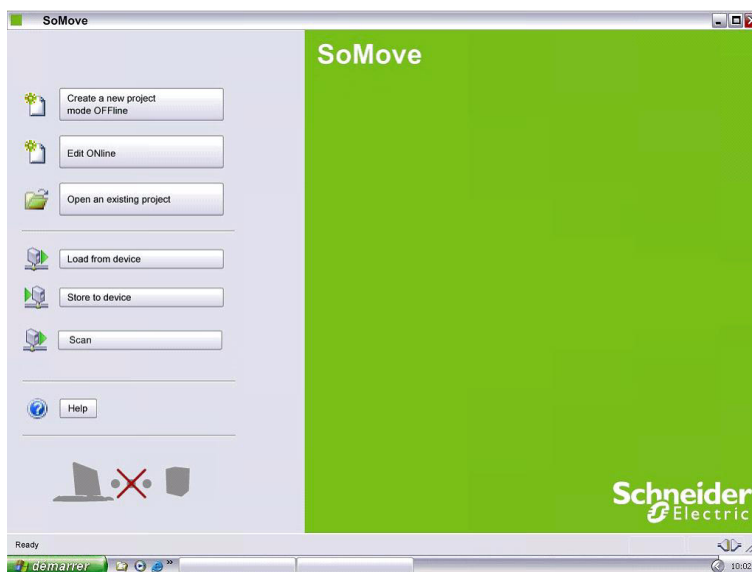 SoMove
SoMove
Create a new project
mode OFFline
Edit ONline
Open an existing project
Load from device
Store to device
Scan
Help
Schneider
Electric
Ready
démarrer
10:02